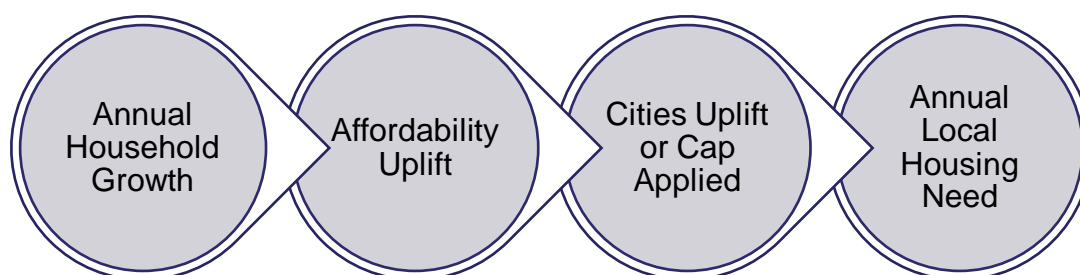 Annual
Household
Growth
Affordability
Uplift
Cities Uplift
or Cap
Applied
Annual
Local
Housing
Need